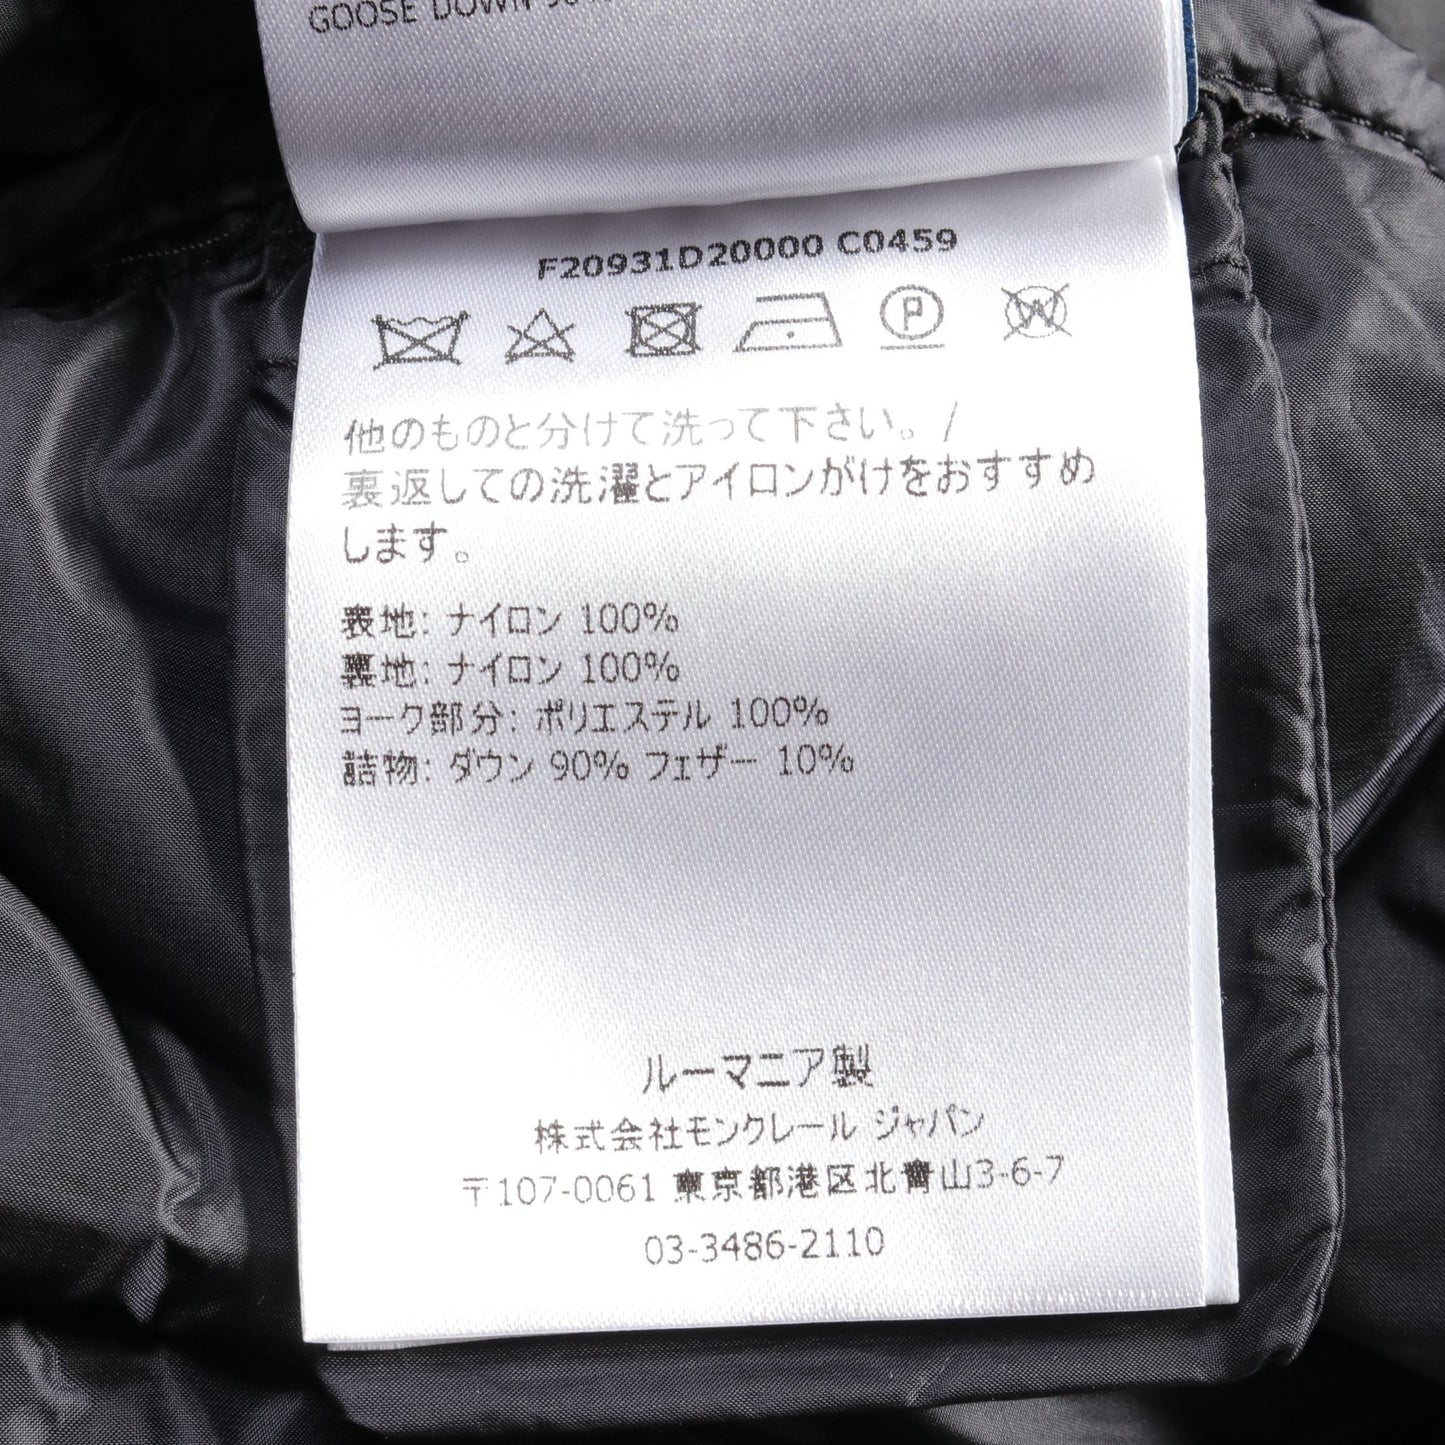 GOOSE DOWN
F20931D20000 C0459
他のものと分けて洗って下さい。/
裏返しての洗濯とアイロンがけをおすすめ
します。
表地: ナイロン 100%
裏地: ナイロン 100%
ヨーク部分: ポリエステル 100%
詰物: ダウン 90% フェザー 10%
ルーマニア製
株式会社モンクレール ジャパン
〒107-0061 東京都港区北青山3-6-7
03-3486-2110